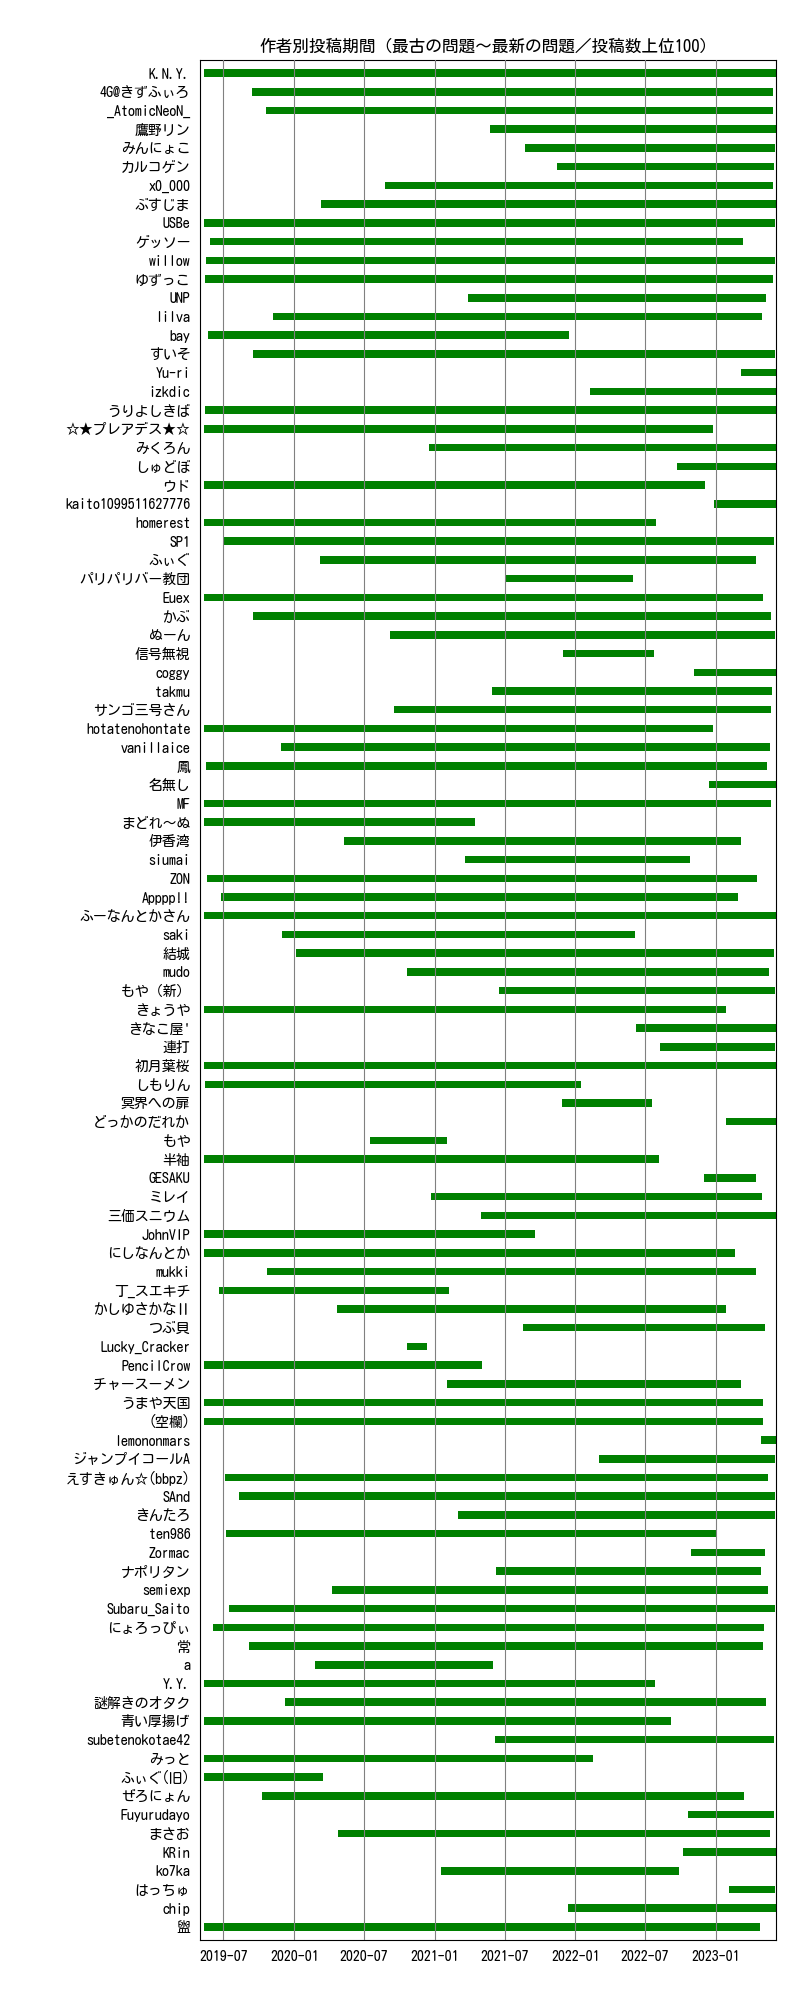 作者別投稿期間（最古の問題～最新の問題／投稿数上位100）
K.N.Y.
4G@きずふぃろ
_AtomicNeoN_
鷹野リン
みんにょこ
カルコゲン
x0_000
ぷすじま
USBe
ゲッソー
willow
ゆずっこ
UNP
lilva
bay
すいそ
Yu-ri
izkdic
うりよしきば
☆★プレアデス★☆
みくろん
しゅどぼ
ウド
kaito1099511627776
homerest
SP1
ふぃぐ
パリパリバー教団
Euex
かぶ
ぬーん
信号無視
coggy
takmu
サンゴ三号さん
hotatenohontate
vanillaice
鳳
名無し
MF
まどれ～ぬ
伊香湾
siumai
ZON
Appppll
ふーなんとかさん
saki
結城
mudo
もや（新）
きょうや
きなこ屋'
連打
初月葉桜
しもりん
冥界への扉
どっかのだれか
もや
半袖
GESAKU
ミレイ
三価スニウム
JohnVIP
にしなんとか
mukki
丁_スエキチ
かしゆさかなII
つぶ貝
Lucky_Cracker
PencilCrow
チャースーメン
うまや天国
(空欄)
lemononmars
ジャンプイコールA
えすきゅん☆(bbpz)
SAnd
きんたろ
ten986
Zormac
ナポリタン
semiexp
Subaru_Saito
にょろっぴぃ
常
a
Y.Y.
謎解きのオタク
青い厚揚げ
subetenokotae42
みっと
ふぃぐ(旧)
ぜろにょん
Fuyurudayo
まさお
KRin
ko7ka
はっちゅ
chip
2019-07 2020-01 2020-07 2021-01 2021-07 2022-01 2022-07 2023-01